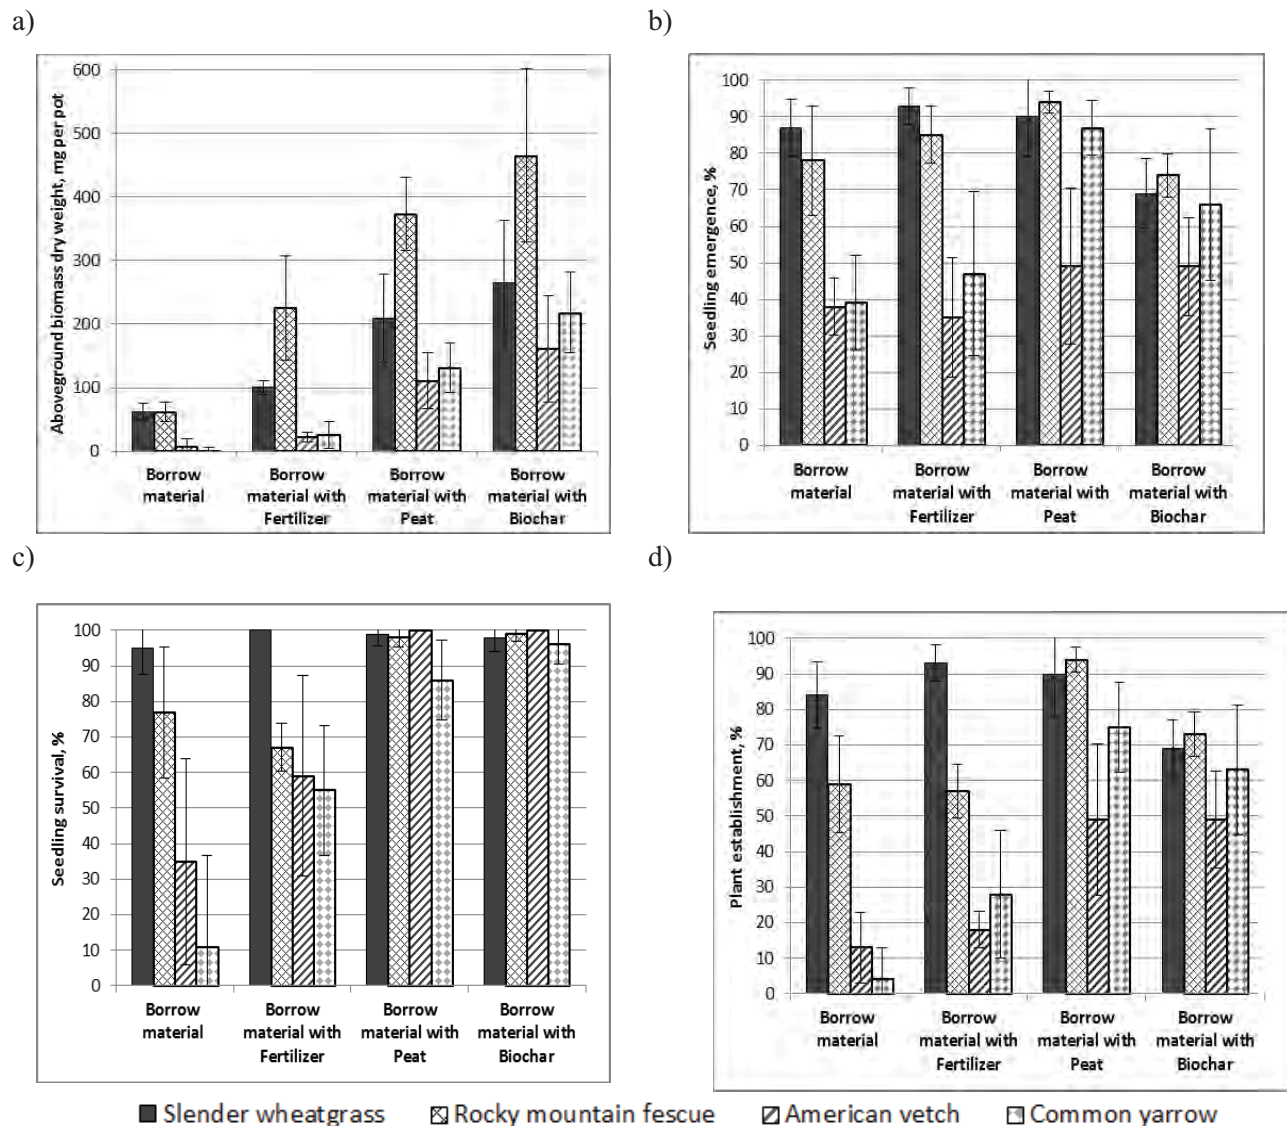 a)
Aboveground biomass dry weight, mg per pot
600
500
400
300
200
100
0
Borrow
material
Borrow
material with
Fertilizer
Borrow
material with
Peat
Borrow
material with
Biochar
b)
Seedling emergence, %
100
90
80
70
60
50
40
30
20
10
0
Borrow
material
Borrow
material with
Fertilizer
Borrow
material with
Peat
Borrow
material with
Biochar
c)
Seedling survival, %
100
90
80
70
60
50
40
30
20
10
0
Borrow
material
Borrow
material with
Fertilizer
Borrow
material with
Peat
Borrow
material with
Biochar
d)
Plant establishment, %
100
90
80
70
60
50
40
30
20
10
0
Borrow
material
Borrow
material with
Fertilizer
Borrow
material with
Peat
Borrow
material with
Biochar
Slender wheatgrass Rocky mountain fescue American vetch Common yarrow